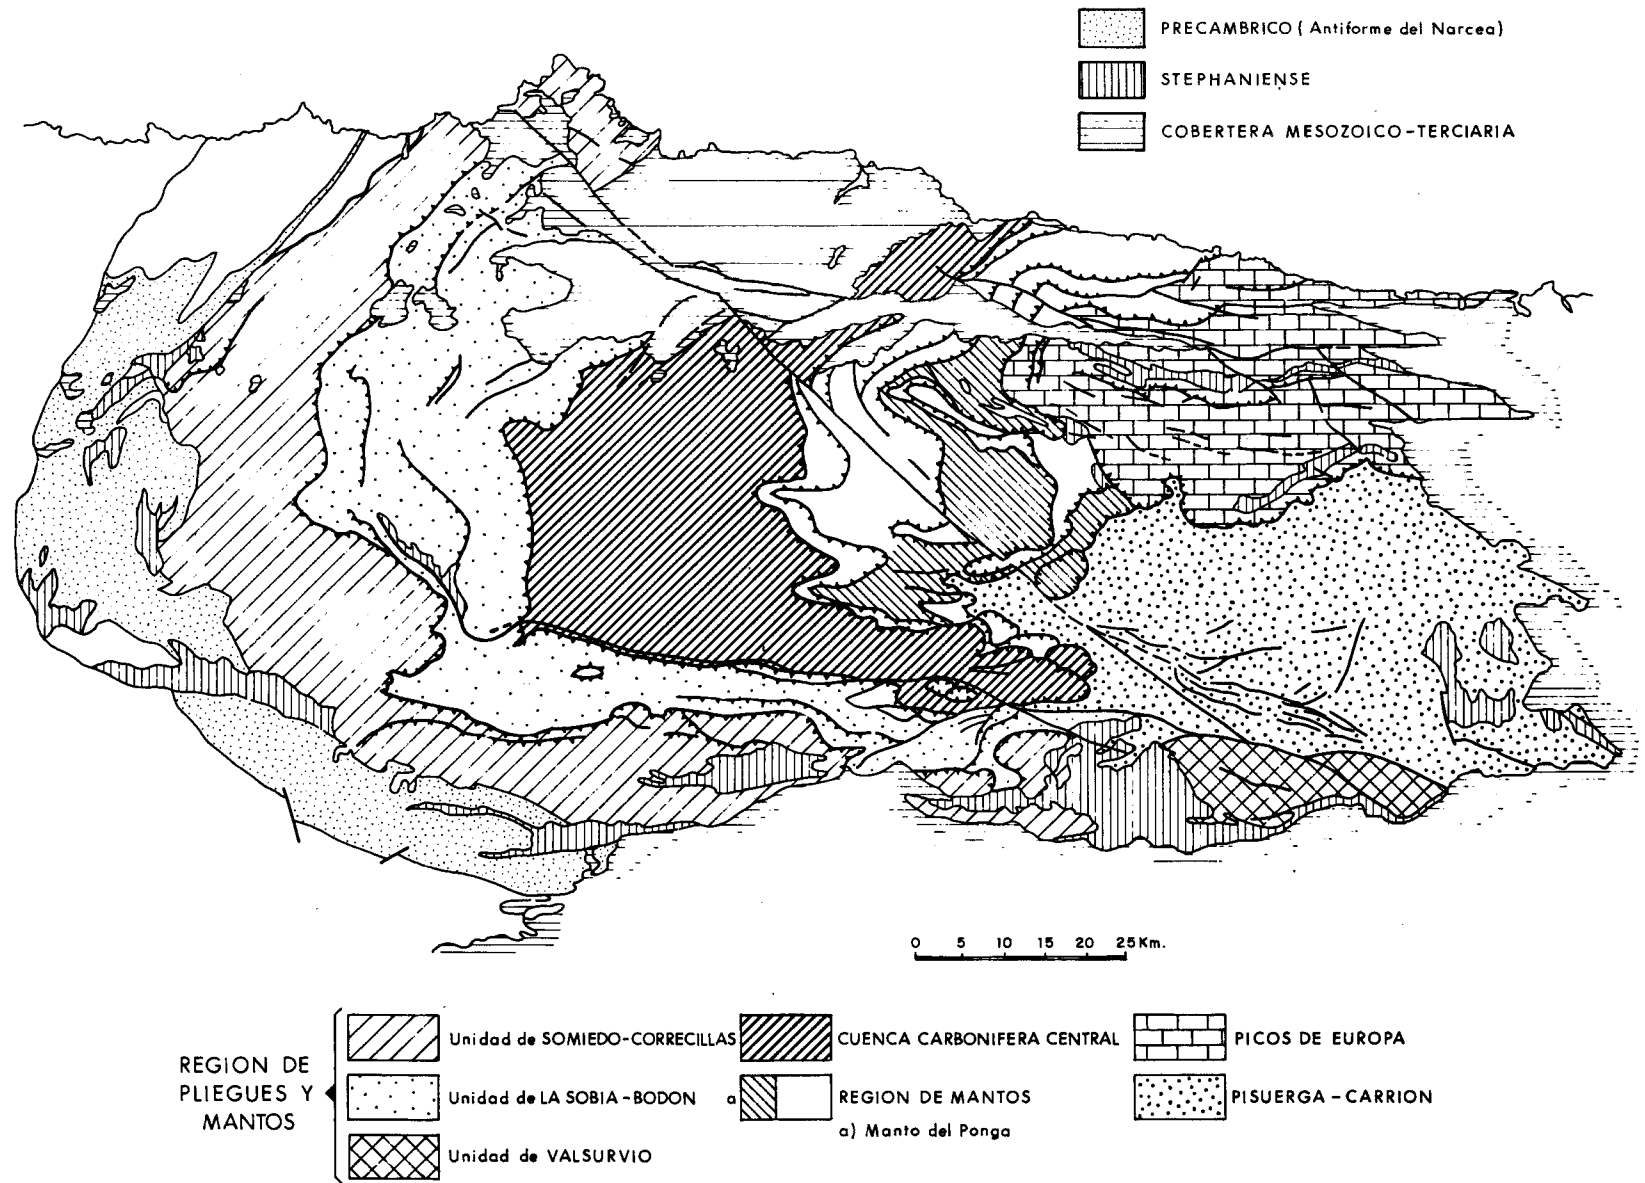 PRECAMBRICO ( Antiforme del Narcea)
STEPHANIENSE
COBERTERA MESOZOICO-TERCIARIA
0 5 10 15 20 25 Km.
REGION DE
PLIEGUES Y
MANTOS
Unidad de SOMIEDO-CORRECILLAS
Unidad de LA SOBIA-BODON
Unidad de VALSURVIO
CUENCA CARBONIFERA CENTRAL
a
REGION DE MANTOS
a) Manto del Ponga
PICOS DE EUROPA
PISUERGA-CARRION